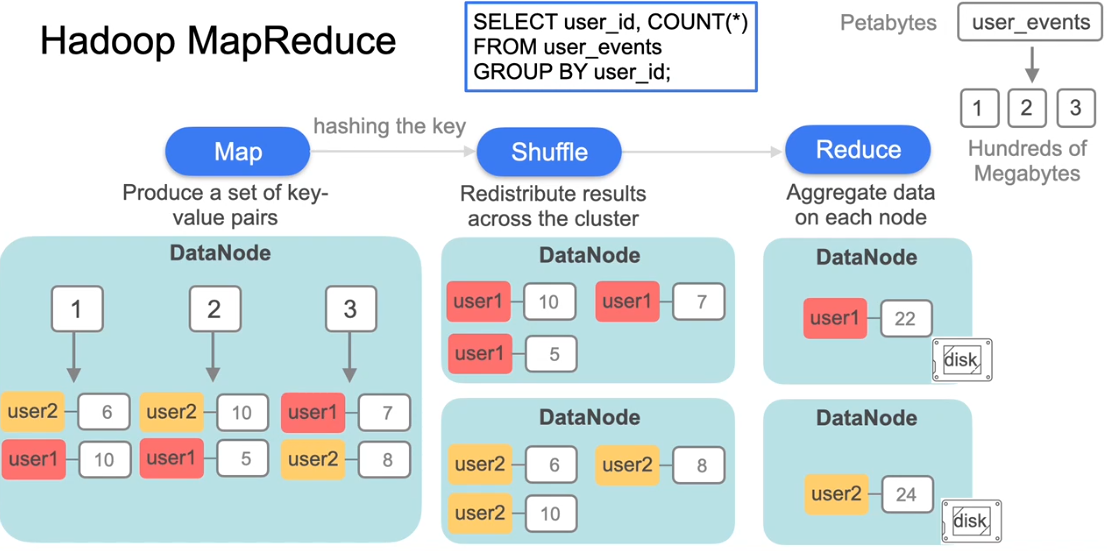 Hadoop MapReduce
SELECT user_id, COUNT(*)
FROM user_events
GROUP BY user_id;
Petabytes
user_events
1
2
3
Hundreds of
Megabytes
Map
hashing the key
Shuffle
Reduce
Produce a set of key-
value pairs
Redistribute results
across the cluster
Aggregate data
on each node
DataNode
1
2
3
user2 6
user2 10
user1 7
user1 10
user1 5
user2 8
DataNode
user1 10
user1 7
user1 5
DataNode
user2 6
user2 8
user2 10
DataNode
user1 22
disk
DataNode
user2 24
disk